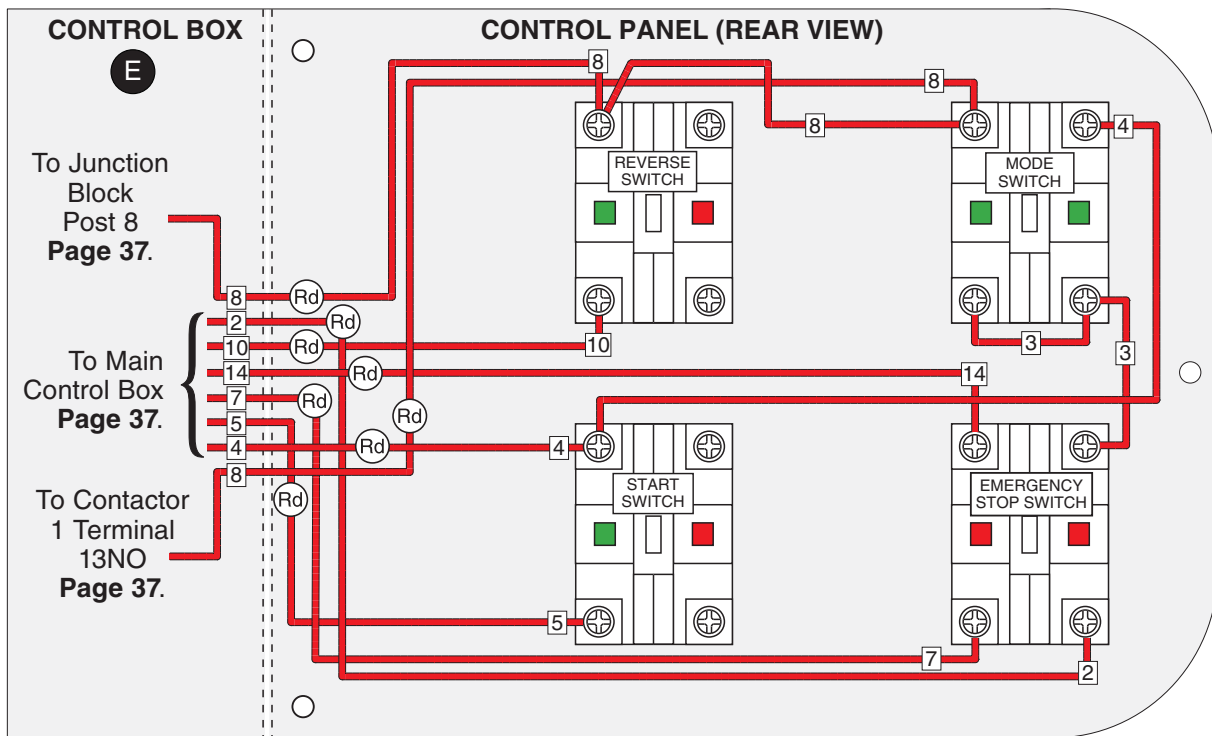 CONTROL BOX
CONTROL PANEL (REAR VIEW)
E
To Junction
Block
Post 8
Page 37.
To Main
Control Box
Page 37.
To Contactor
1 Terminal
13NO
Page 37.
8
2
10
14
7
5
4
8
Rd
Rd
Rd
Rd
Rd
Rd
Rd
Rd
8
8
8
4
REVERSE
SWITCH
MODE
SWITCH
10
3
3
14
4
START
SWITCH
EMERGENCY
STOP SWITCH
5
7
2